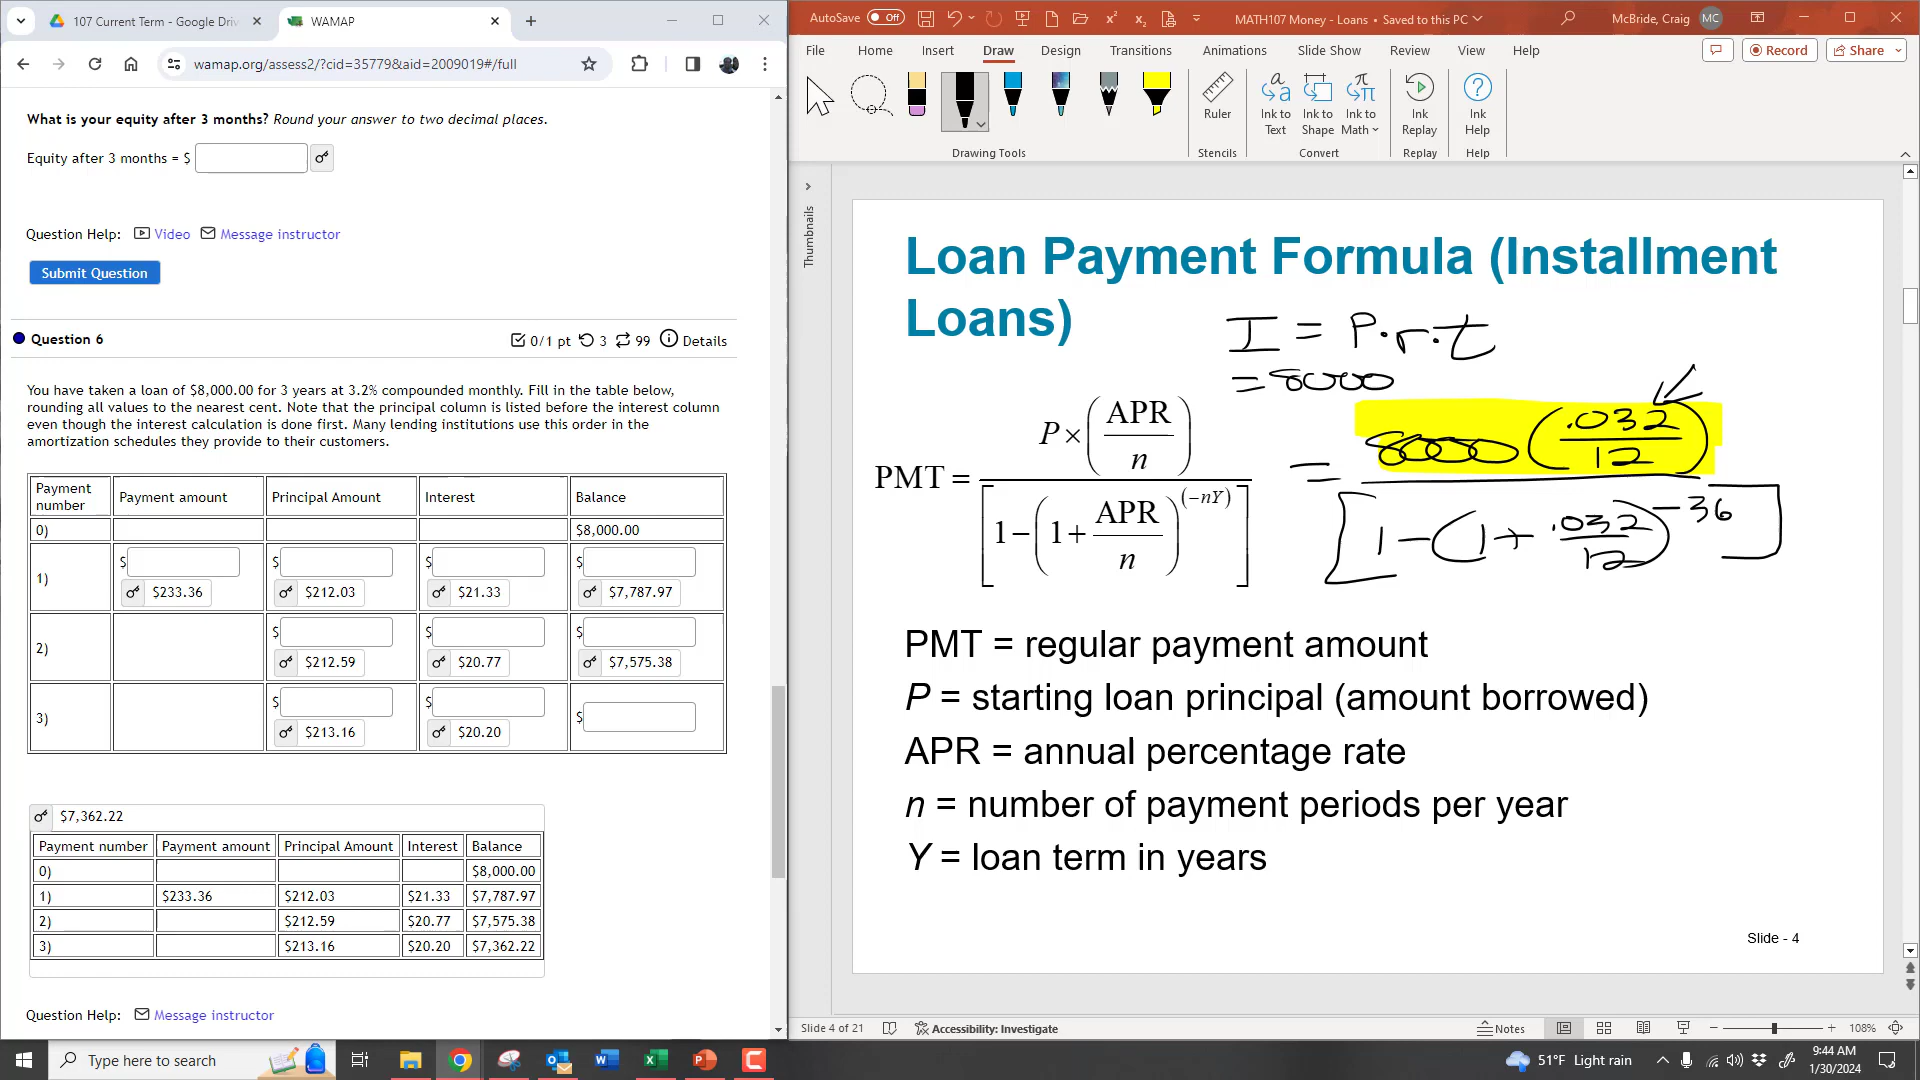 107 Current Term - Google Driv
WAMAP
wamap.org/assess2/?cid=35779&aid=2009019#/full
What is your equity after 3 months? Round your answer to two decimal places.
Equity after 3 months = $
Question Help: Video Message instructor
Submit Question
Question 6
0/1 pt 3 99 Details
You have taken a loan of $8,000.00 for 3 years at 3.2% compounded monthly. Fill in the table below,
rounding all values to the nearest cent. Note that the principal column is listed before the interest column
even though the interest calculation is done first. Many lending institutions use this order in the
amortization schedules they provide to their customers.
Payment number Payment amount Principal Amount Interest Balance
0) $8,000.00
1) $ $ $ $
$233.36 $212.03 $21.33 $7,787.97
2) $ $ $
$212.59 $20.77 $7,575.38
3) $ $ $
$213.16 $20.20
$7,362.22
Payment number Payment amount Principal Amount Interest Balance
0) $8,000.00
1) $233.36 $212.03 $21.33 $7,787.97
2) $212.59 $20.77 $7,575.38
3) $213.16 $20.20 $7,362.22
Question Help: Message instructor
AutoSave Off
MATH107 Money - Loans • Saved to this PC
McBride, Craig MC
File Home Insert Draw Design Transitions Animations Slide Show Review View Help
Record Share
Ruler
Ink to Text
Ink to Shape
Ink to Math
Ink Replay
Ink Help
Drawing Tools Stencils Convert Replay Help
Thumbnails
Loan Payment Formula (Installment
Loans)
I = P·r·t
= 8000
PMT = P × (APR/n) / [1 − (1 + APR/n)^(−nY)]
= 8000 (.032/12) / [1 − (1 + .032/12)^−36]
PMT = regular payment amount
P = starting loan principal (amount borrowed)
APR = annual percentage rate
n = number of payment periods per year
Y = loan term in years
Slide - 4
Slide 4 of 21 Accessibility: Investigate Notes 108%
Type here to search
51°F Light rain
9:44 AM
1/30/2024